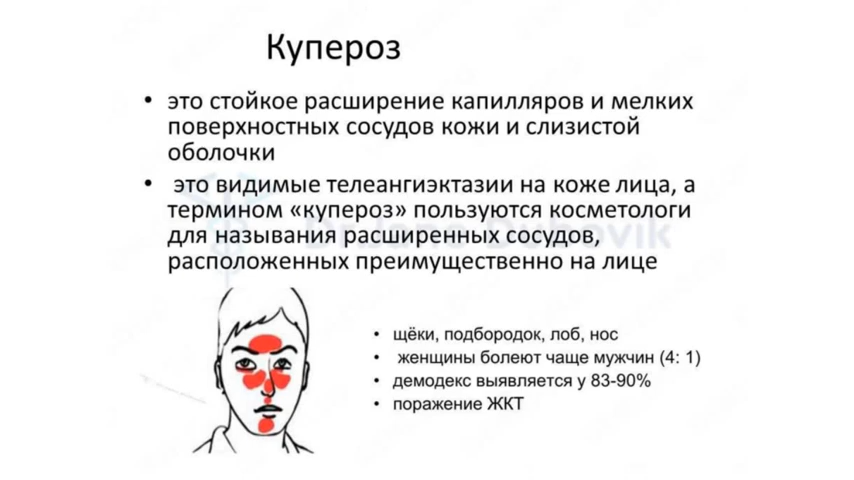 Купероз
• это стойкое расширение капилляров и мелких
поверхностных сосудов кожи и слизистой
оболочки
• это видимые телеангиэктазии на коже лица, а
термином «купероз» пользуются косметологи
для называния расширенных сосудов,
расположенных преимущественно на лице
• щёки, подбородок, лоб, нос
• женщины болеют чаще мужчин (4: 1)
• демодекс выявляется у 83-90%
• поражение ЖКТ